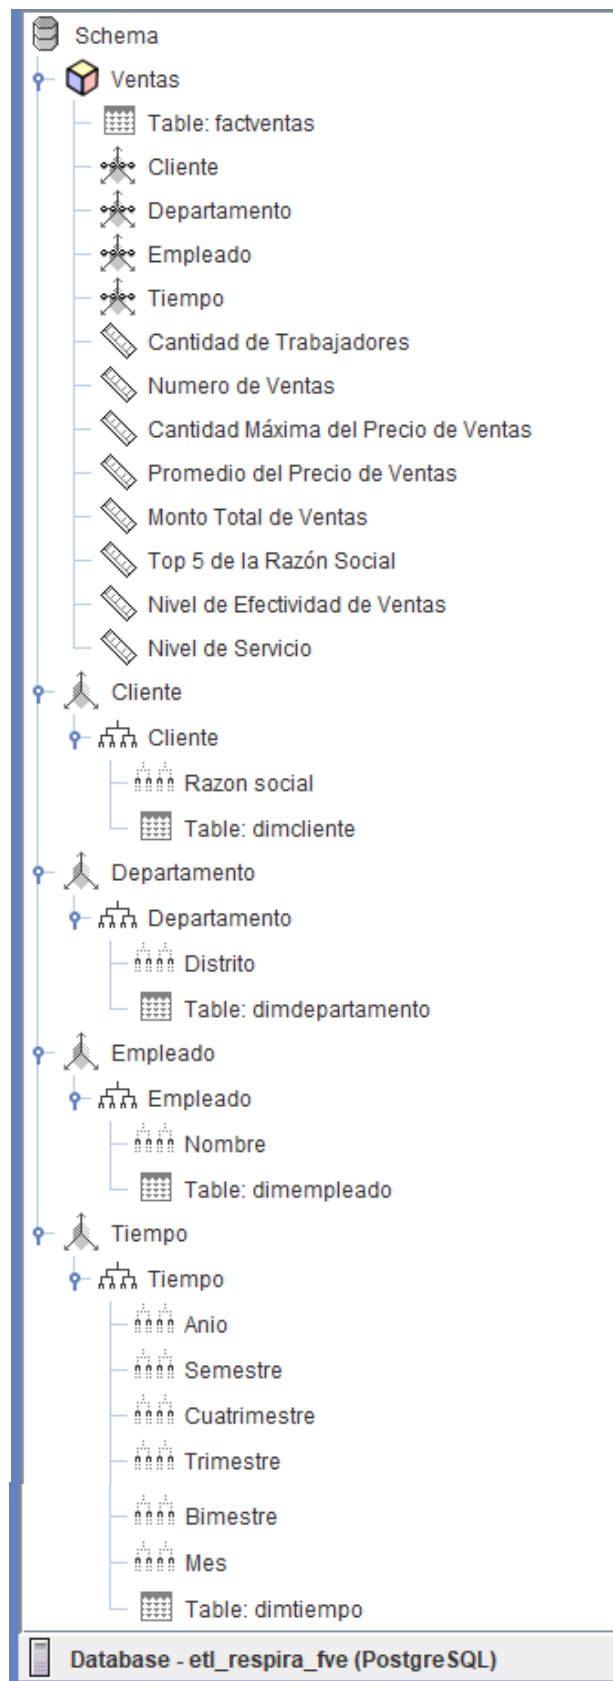 Schema
Ventas
Table: factventas
Cliente
Departamento
Empleado
Tiempo
Cantidad de Trabajadores
Numero de Ventas
Cantidad Máxima del Precio de Ventas
Promedio del Precio de Ventas
Monto Total de Ventas
Top 5 de la Razón Social
Nivel de Efectividad de Ventas
Nivel de Servicio
Cliente
Cliente
Razon social
Table: dimcliente
Departamento
Departamento
Distrito
Table: dimdepartamento
Empleado
Empleado
Nombre
Table: dimempleado
Tiempo
Tiempo
Anio
Semestre
Cuatrimestre
Trimestre
Bimestre
Mes
Table: dimtiempo
Database - etl_respira_fve (PostgreSQL)